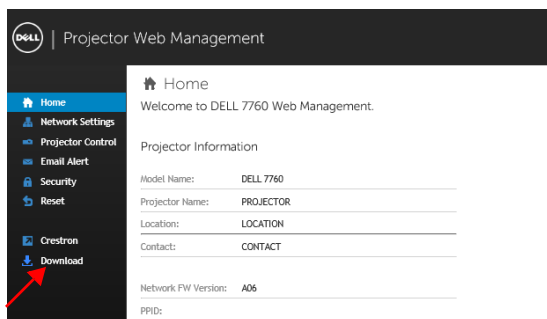 DELL | Projector Web Management
Home
Welcome to DELL 7760 Web Management.
Projector Information
Model Name: DELL 7760
Projector Name: PROJECTOR
Location: LOCATION
Contact: CONTACT
Network FW Version: A06
PPID:
Home
Network Settings
Projector Control
Email Alert
Security
Reset
Crestron
Download